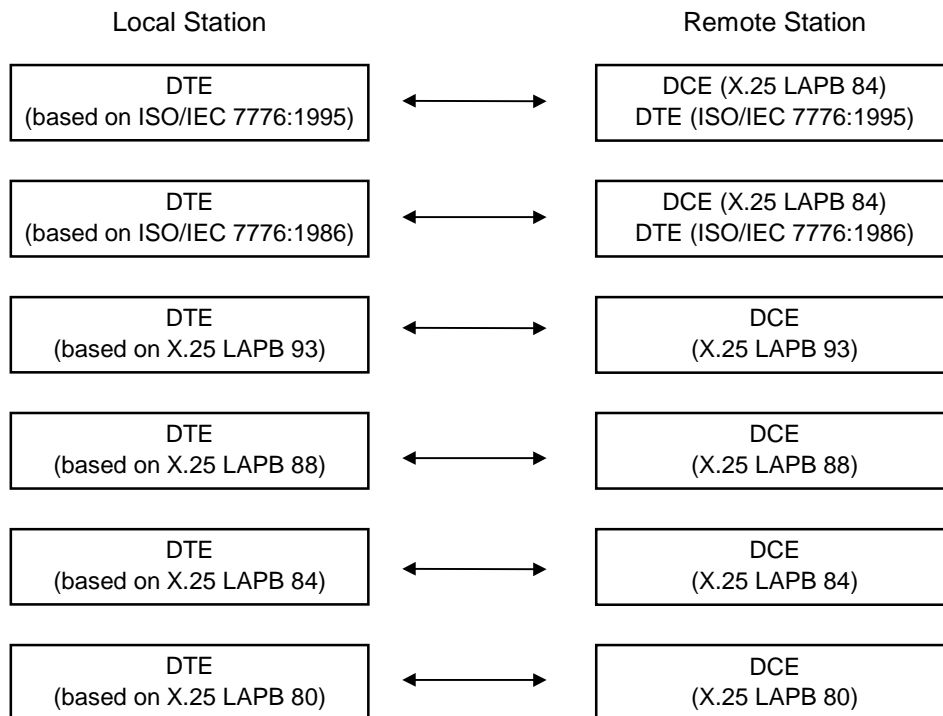 Local Station
Remote Station
DTE
(based on ISO/IEC 7776:1995)
DCE (X.25 LAPB 84)
DTE (ISO/IEC 7776:1995)
DTE
(based on ISO/IEC 7776:1986)
DCE (X.25 LAPB 84)
DTE (ISO/IEC 7776:1986)
DTE
(based on X.25 LAPB 93)
DCE
(X.25 LAPB 93)
DTE
(based on X.25 LAPB 88)
DCE
(X.25 LAPB 88)
DTE
(based on X.25 LAPB 84)
DCE
(X.25 LAPB 84)
DTE
(based on X.25 LAPB 80)
DCE
(X.25 LAPB 80)